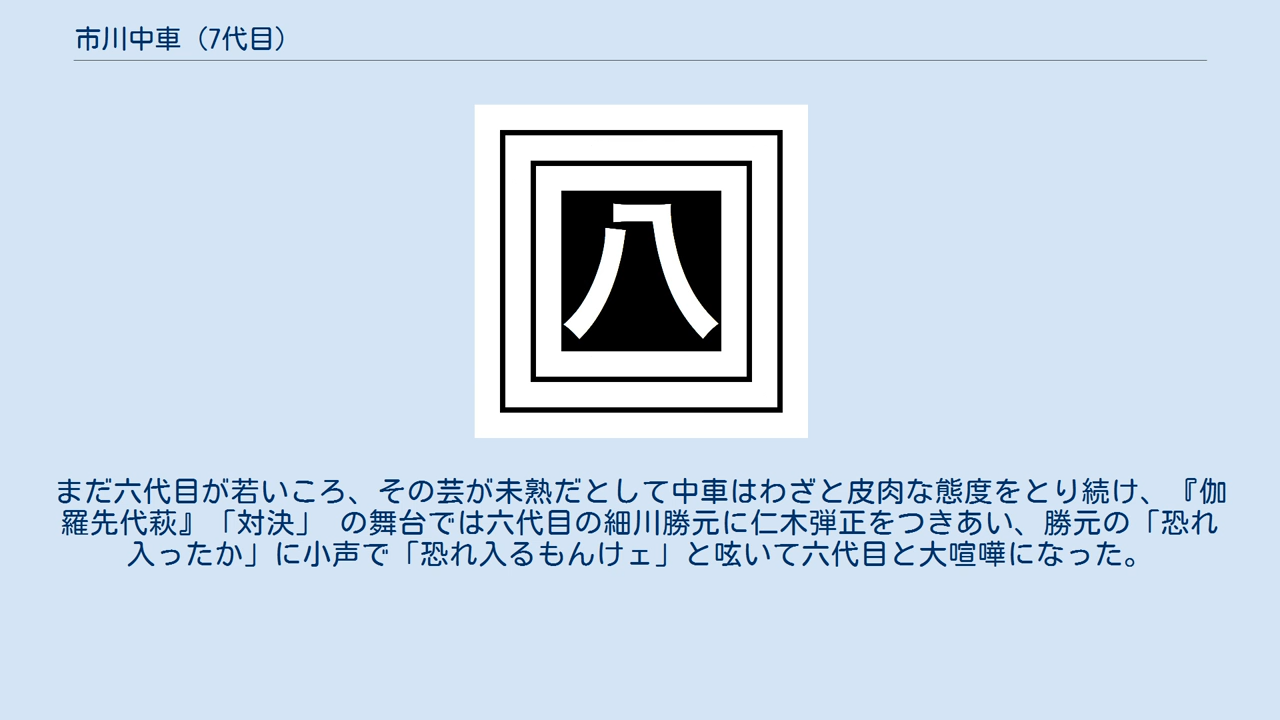 市川中車（7代目）
八
まだ六代目が若いころ、その芸が未熟だとして中車はわざと皮肉な態度をとり続け、『伽
羅先代萩』「対決」 の舞台では六代目の細川勝元に仁木弾正をつきあい、勝元の「恐れ
入ったか」に小声で「恐れ入るもんけェ」と呟いて六代目と大喧嘩になった。